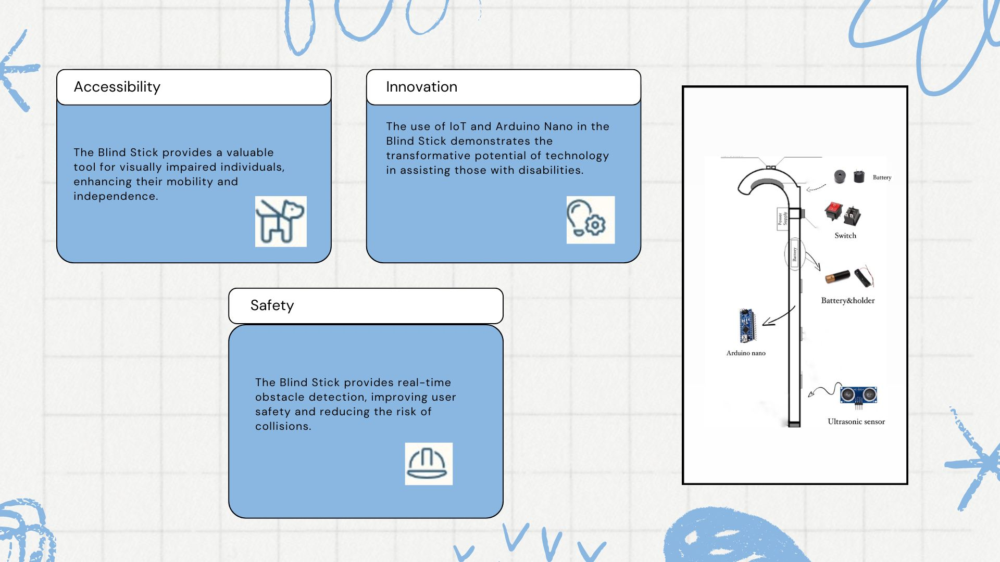 Accessibility
The Blind Stick provides a valuable
tool for visually impaired individuals,
enhancing their mobility and
independence.
Innovation
The use of IoT and Arduino Nano in the
Blind Stick demonstrates the
transformative potential of technology
in assisting those with disabilities.
Safety
The Blind Stick provides real-time
obstacle detection, improving user
safety and reducing the risk of
collisions.
Battery
Switch
Power
Supply
Battery
Battery&holder
Arduino nano
Ultrasonic sensor